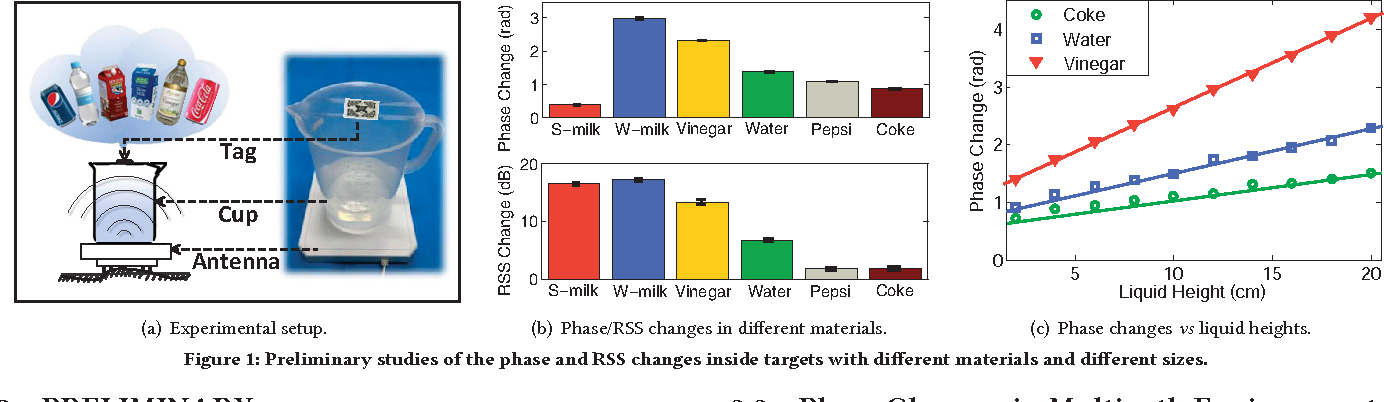 Tag
Cup
Antenna
(a) Experimental setup.
Phase Change (rad)
3
2
1
0
S-milk W-milk Vinegar Water Pepsi Coke
RSS Change (dB)
20
10
0
S-milk W-milk Vinegar Water Pepsi Coke
(b) Phase/RSS changes in different materials.
Coke
Water
Vinegar
Phase Change (rad)
4
3
2
1
0
5 10 15 20
Liquid Height (cm)
(c) Phase changes vs liquid heights.
Figure 1: Preliminary studies of the phase and RSS changes inside targets with different materials and different sizes.